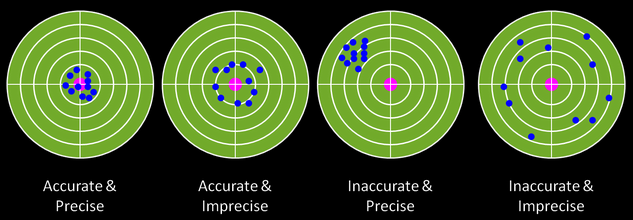 Accurate &
Precise
Accurate &
Imprecise
Inaccurate &
Precise
Inaccurate &
Imprecise